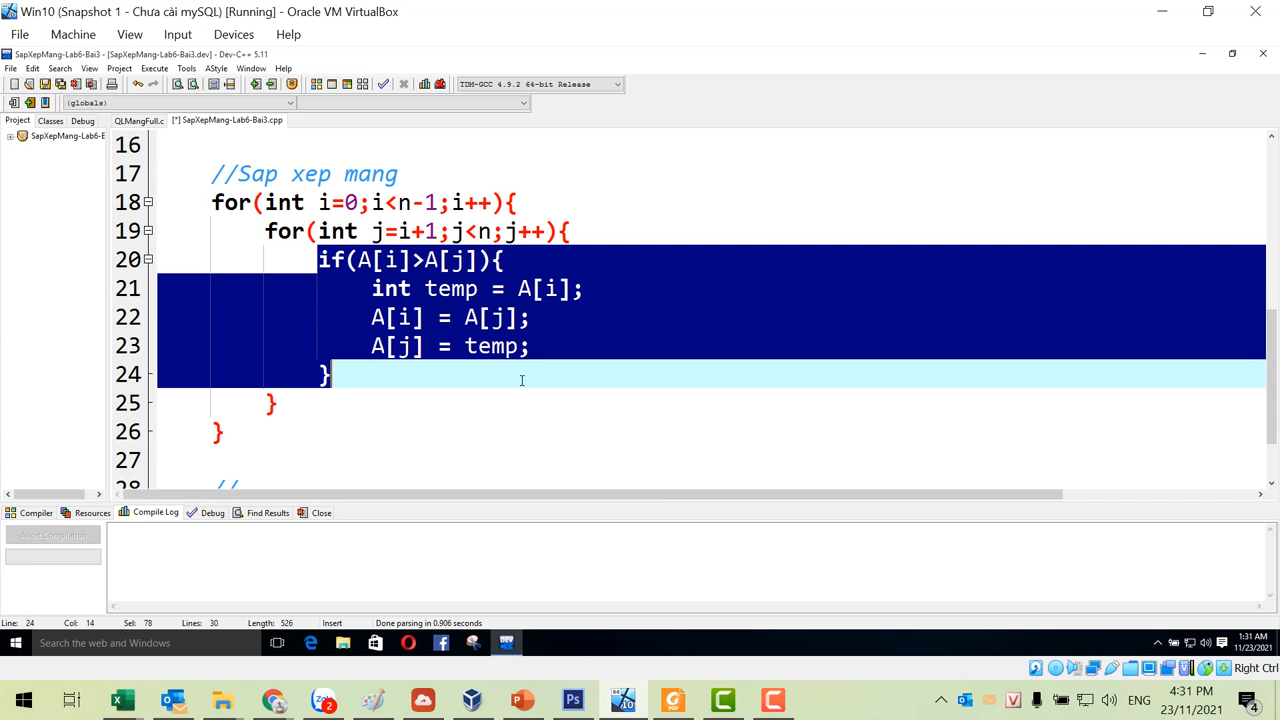 Win10 (Snapshot 1 - Chưa cài mySQL) [Running] - Oracle VM VirtualBox
File Machine View Input Devices Help
SapXepMang-Lab6-Bai3 - [SapXepMang-Lab6-Bai3.dev] - Dev-C++ 5.11
File Edit Search View Project Execute Tools AStyle Window Help
TDM-GCC 4.9.2 64-bit Release
(globals)
Project Classes Debug QLMangFull.c [*] SapXepMang-Lab6-Bai3.cpp
SapXepMang-Lab6-E
16
17 //Sap xep mang
18 for(int i=0;i<n-1;i++){
19 for(int j=i+1;j<n;j++){
20 if(A[i]>A[j]){
21 int temp = A[i];
22 A[i] = A[j];
23 A[j] = temp;
24 }
25 }
26 }
27
28 //
Compiler Resources Compile Log Debug Find Results Close
Abort Compilation
Line: 24 Col: 14 Sel: 78 Lines: 30 Length: 526 Insert Done parsing in 0.906 seconds
Search the web and Windows
DEV
1:31 AM
11/23/2021
Right Ctrl
ENG
4:31 PM
23/11/2021